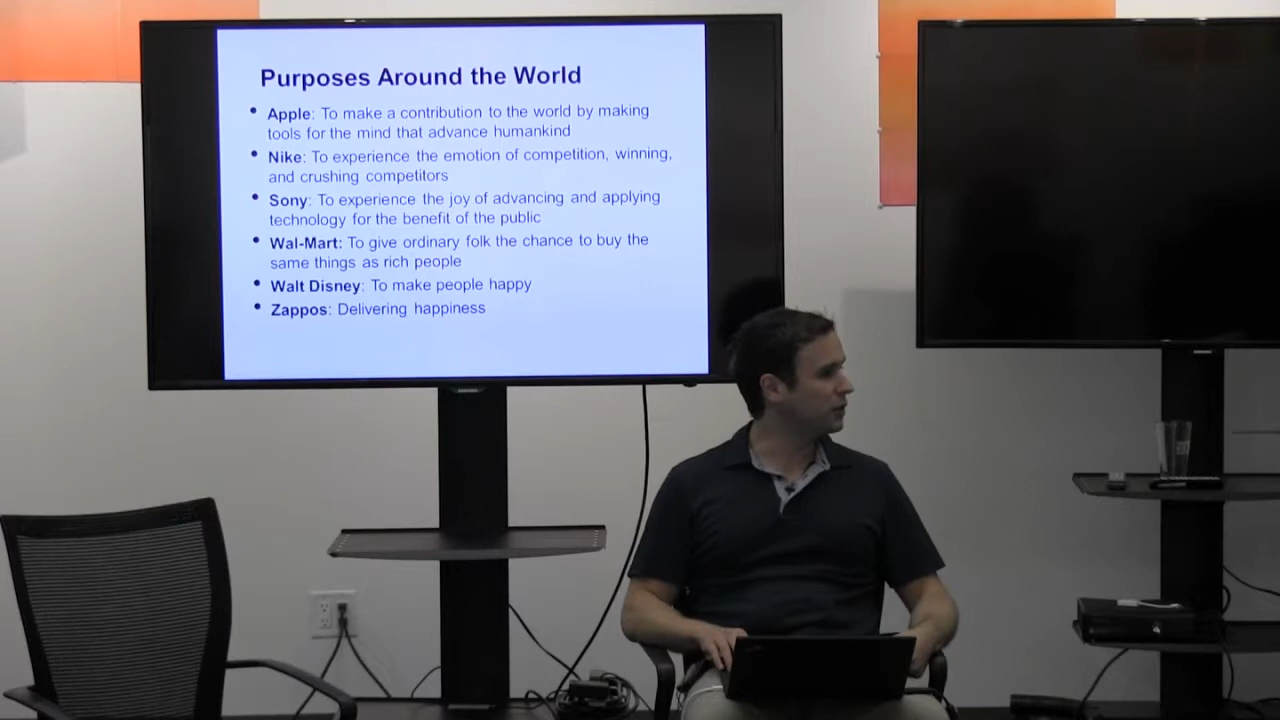 Purposes Around the World
• Apple: To make a contribution to the world by making
tools for the mind that advance humankind
• Nike: To experience the emotion of competition, winning,
and crushing competitors
• Sony: To experience the joy of advancing and applying
technology for the benefit of the public
• Wal-Mart: To give ordinary folk the chance to buy the
same things as rich people
• Walt Disney: To make people happy
• Zappos: Delivering happiness